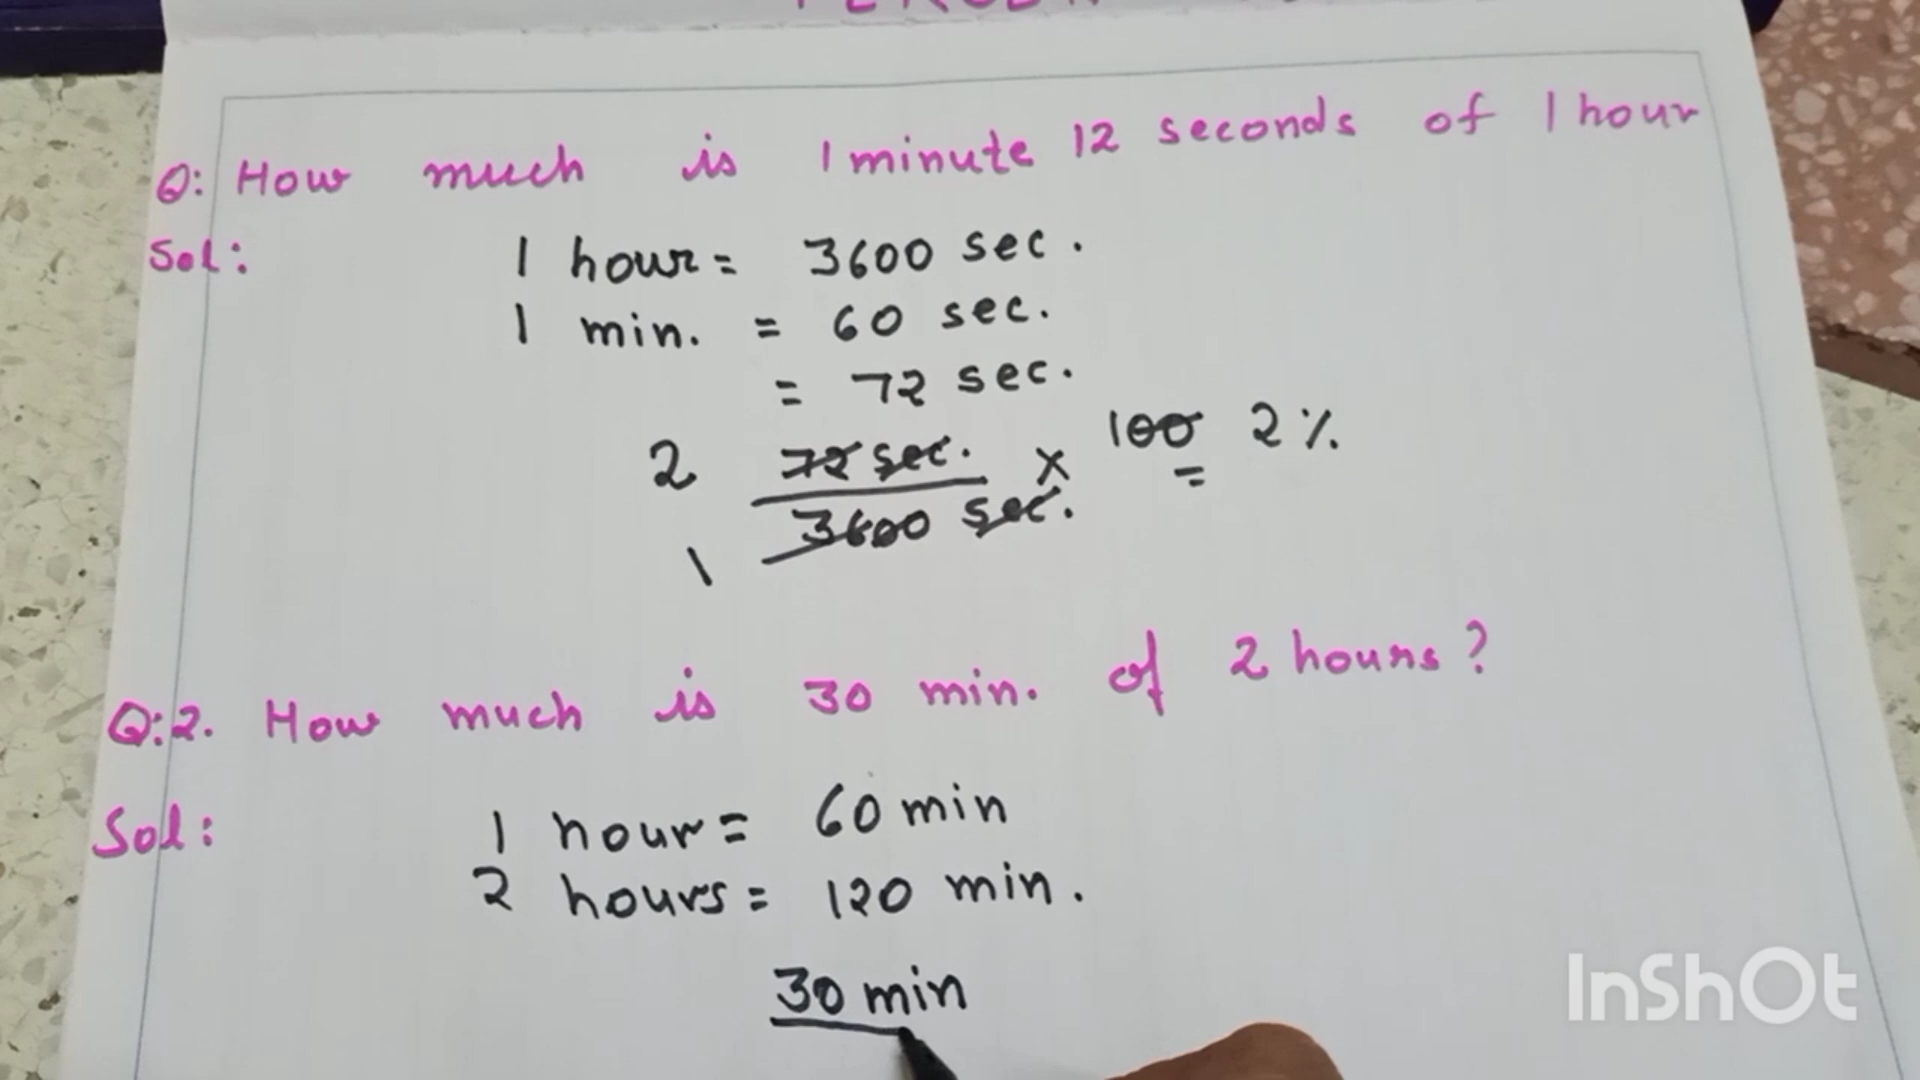 Q: How much is 1 minute 12 seconds of 1 hour
Sol: 1 hour = 3600 sec.
1 min. = 60 sec.
= 72 sec.
2 72 sec. x 100 2%
1 3600 sec. =
Q:2. How much is 30 min. of 2 hours?
Sol: 1 hour = 60 min
2 hours = 120 min.
30 min
InShOt